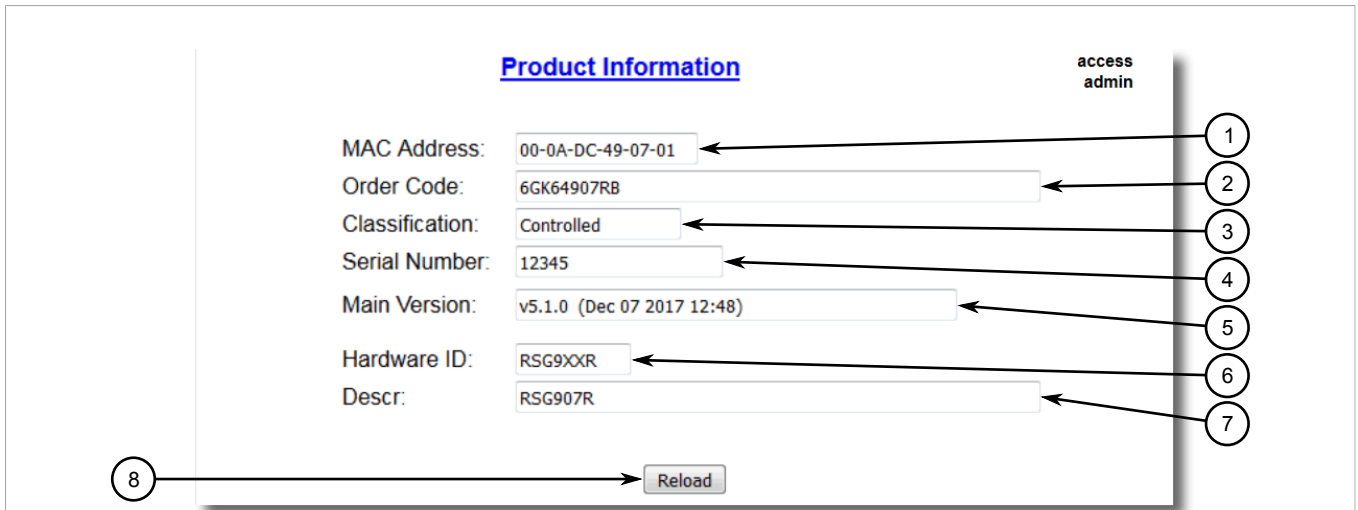 Product Information
access
admin
MAC Address: 00-0A-DC-49-07-01 1
Order Code: 6GK64907RB 2
Classification: Controlled 3
Serial Number: 12345 4
Main Version: v5.1.0 (Dec 07 2017 12:48) 5
Hardware ID: RSG9XXR 6
Descr: RSG907R 7
8 Reload